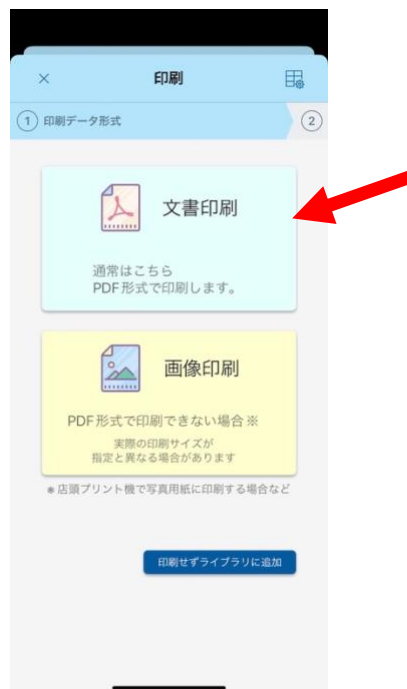 ×
印刷
1 印刷データ形式
2
文書印刷
通常はこちら
PDF形式で印刷します。
画像印刷
PDF形式で印刷できない場合※
実際の印刷サイズが
指定と異なる場合があります
※店頭プリント機で写真用紙に印刷する場合など
印刷せずライブラリに追加